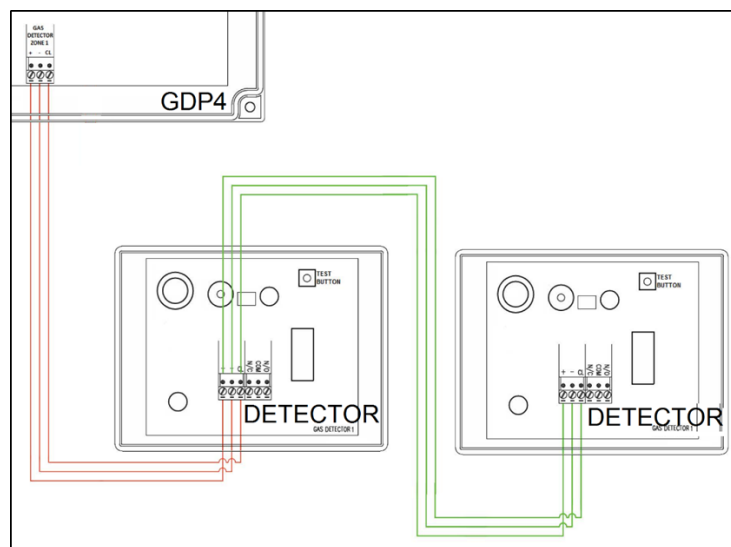 GAS
DETECTOR
ZONE 1
+ - CL
GDP4
TEST
BUTTON
+ - CL N/C COM N/O
DETECTOR
GAS DETECTOR 1
TEST
BUTTON
+ - CL N/C COM N/O
DETECTOR
GAS DETECTOR 1